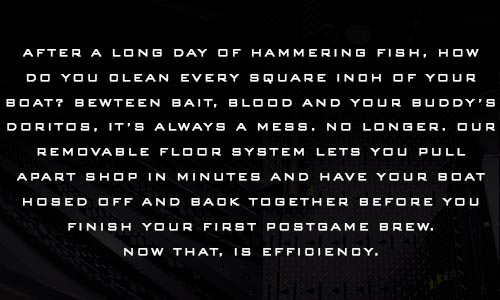 AFTER A LONG DAY OF HAMMERING FISH, HOW
DO YOU CLEAN EVERY SQUARE INCH OF YOUR
BOAT? BEWTEEN BAIT, BLOOD AND YOUR BUDDY'S
DORITOS, IT'S ALWAYS A MESS. NO LONGER. OUR
REMOVABLE FLOOR SYSTEM LETS YOU PULL
APART SHOP IN MINUTES AND HAVE YOUR BOAT
HOSED OFF AND BACK TOGETHER BEFORE YOU
FINISH YOUR FIRST POSTGAME BREW.
NOW THAT, IS EFFICIENCY.